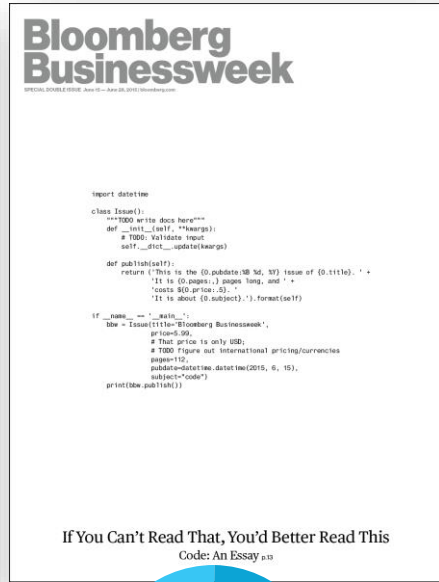 Bloomberg
Businessweek
SPECIAL DOUBLE ISSUE June 15 — June 28, 2015 | bloomberg.com
import datetime
class Issue():
"""TODO write docs here"""
def __init__(self, **kwargs):
# TODO: Validate input
self.__dict__.update(kwargs)
def publish(self):
return ('This is the {0.pubdate:%B %d, %Y} issue of {0.title}. ' +
'It is {0.pages:,} pages long, and ' +
'costs ${0.price:.5}. '
'It is about {0.subject}.').format(self)
if __name__ == '__main__':
bbw = Issue(title='Bloomberg Businessweek',
price=5.99,
# That price is only USD;
# TODO figure out international pricing/currencies
pages=112,
pubdate=datetime.datetime(2015, 6, 15),
subject="code")
print(bbw.publish())
If You Can't Read That, You'd Better Read This
Code: An Essay p.13